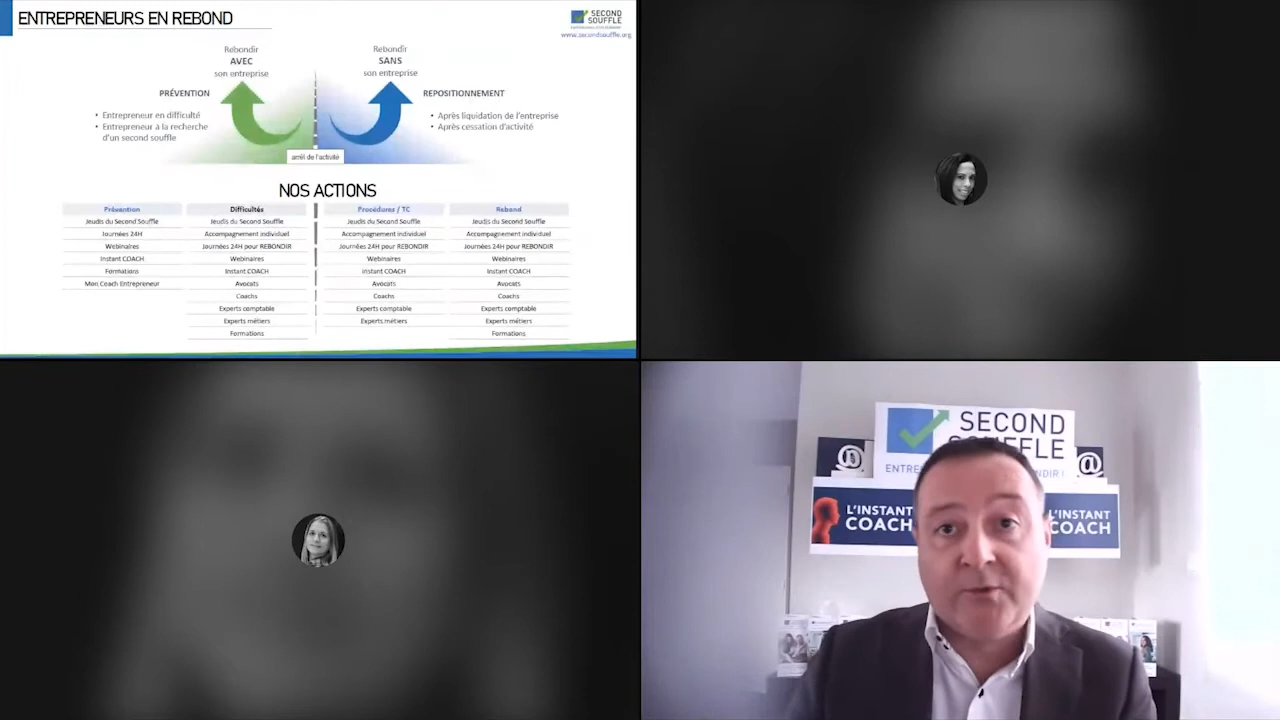 ENTREPRENEURS EN REBOND
SECOND
SOUFFLE
www.secondsouffle.org
Rebondir
AVEC
son entreprise
Rebondir
SANS
son entreprise
PRÉVENTION
• Entrepreneur en difficulté
• Entrepreneur à la recherche
d'un second souffle
REPOSITIONNEMENT
• Après liquidation de l'entreprise
• Après cessation d'activité
arrêt de l'activité
NOS ACTIONS
Prévention Difficultés Procédures / TC Rebond
Jeudis du Second Souffle Jeudis du Second Souffle Jeudis du Second Souffle Jeudis du Second Souffle
Journées 24H Accompagnement individuel Accompagnement individuel Accompagnement individuel
Webinaires Journées 24H pour REBONDIR Journées 24H pour REBONDIR Journées 24H pour REBONDIR
Instant COACH Webinaires Webinaires Webinaires
Formations Instant COACH Instant COACH Instant COACH
Mon Coach Entrepreneur Avocats Avocats Avocats
Coachs Coachs Coachs
Experts comptable Experts comptable Experts comptable
Experts métiers Experts métiers Experts métiers
Formations Formations
SECOND
SOUFFLE
ENTRE NDIR !
@ @
L'INSTANT
COACH
L'INSTANT
COACH